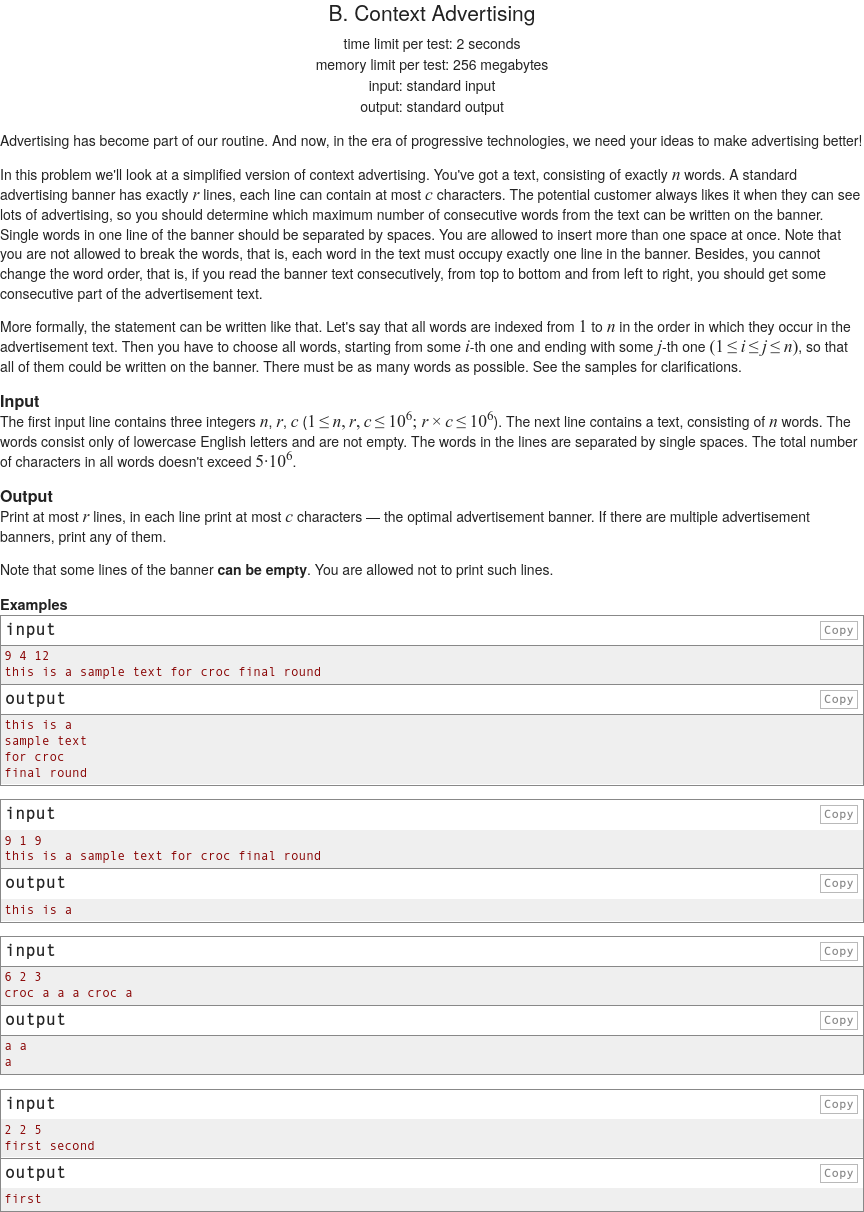 B. Context Advertising
time limit per test: 2 seconds
memory limit per test: 256 megabytes
input: standard input
output: standard output
Advertising has become part of our routine. And now, in the era of progressive technologies, we need your ideas to make advertising better!
In this problem we'll look at a simplified version of context advertising. You've got a text, consisting of exactly n words. A standard
advertising banner has exactly r lines, each line can contain at most c characters. The potential customer always likes it when they can see
lots of advertising, so you should determine which maximum number of consecutive words from the text can be written on the banner.
Single words in one line of the banner should be separated by spaces. You are allowed to insert more than one space at once. Note that
you are not allowed to break the words, that is, each word in the text must occupy exactly one line in the banner. Besides, you cannot
change the word order, that is, if you read the banner text consecutively, from top to bottom and from left to right, you should get some
consecutive part of the advertisement text.
More formally, the statement can be written like that. Let's say that all words are indexed from 1 to n in the order in which they occur in the
advertisement text. Then you have to choose all words, starting from some i-th one and ending with some j-th one (1 ≤ i ≤ j ≤ n), so that
all of them could be written on the banner. There must be as many words as possible. See the samples for clarifications.
Input
The first input line contains three integers n, r, c (1 ≤ n, r, c ≤ 10^6; r × c ≤ 10^6). The next line contains a text, consisting of n words. The
words consist only of lowercase English letters and are not empty. The words in the lines are separated by single spaces. The total number
of characters in all words doesn't exceed 5·10^6.
Output
Print at most r lines, in each line print at most c characters — the optimal advertisement banner. If there are multiple advertisement
banners, print any of them.
Note that some lines of the banner can be empty. You are allowed not to print such lines.
Examples
input Copy
9 4 12
this is a sample text for croc final round
output Copy
this is a
sample text
for croc
final round
input Copy
9 1 9
this is a sample text for croc final round
output Copy
this is a
input Copy
6 2 3
croc a a a croc a
output Copy
a a
a
input Copy
2 2 5
first second
output Copy
first